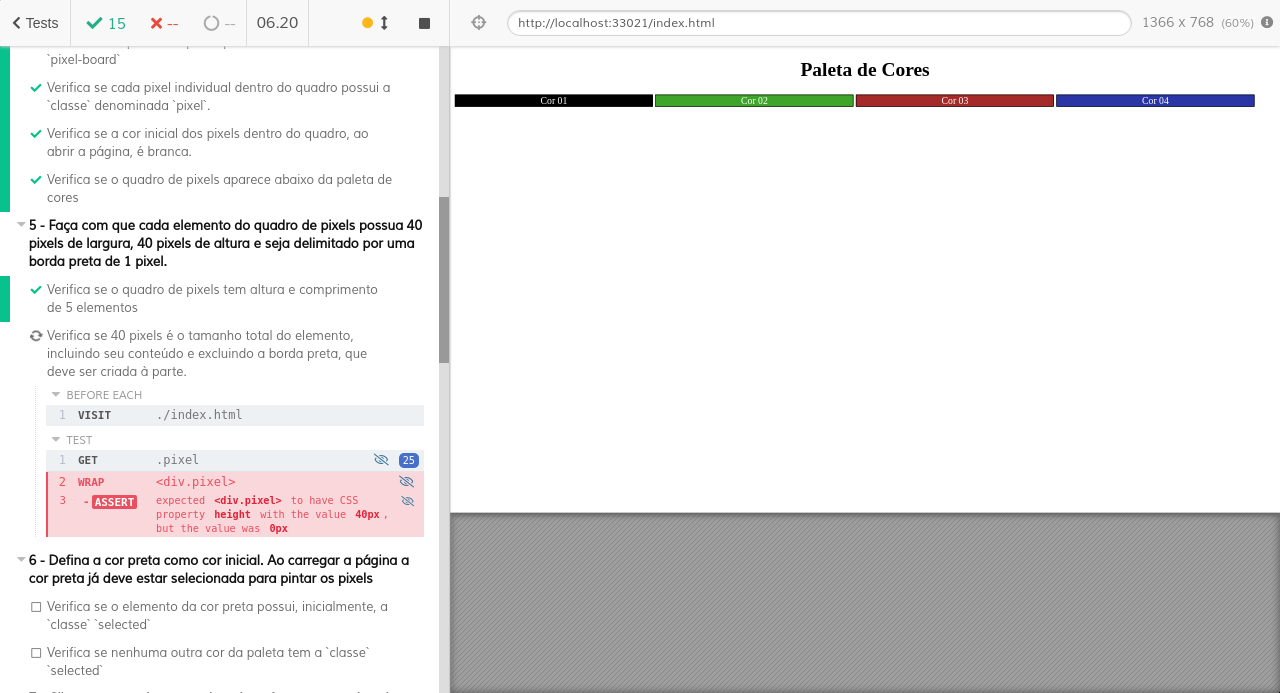 Tests
15
--
--
06.20
http://localhost:33021/index.html
1366 x 768 (60%)
`pixel-board`
Verifica se cada pixel individual dentro do quadro possui a
`classe` denominada `pixel`.
Verifica se a cor inicial dos pixels dentro do quadro, ao
abrir a página, é branca.
Verifica se o quadro de pixels aparece abaixo da paleta de
cores
5 - Faça com que cada elemento do quadro de pixels possua 40
pixels de largura, 40 pixels de altura e seja delimitado por uma
borda preta de 1 pixel.
Verifica se o quadro de pixels tem altura e comprimento
de 5 elementos
Verifica se 40 pixels é o tamanho total do elemento,
incluindo seu conteúdo e excluindo a borda preta, que
deve ser criada à parte.
BEFORE EACH
1 VISIT ./index.html
TEST
1 GET .pixel 25
2 WRAP <div.pixel>
3 - ASSERT expected <div.pixel> to have CSS
property height with the value 40px,
but the value was 0px
6 - Defina a cor preta como cor inicial. Ao carregar a página a
cor preta já deve estar selecionada para pintar os pixels
Verifica se o elemento da cor preta possui, inicialmente, a
`classe` `selected`
Verifica se nenhuma outra cor da paleta tem a `classe`
`selected`
Paleta de Cores
Cor 01 Cor 02 Cor 03 Cor 04